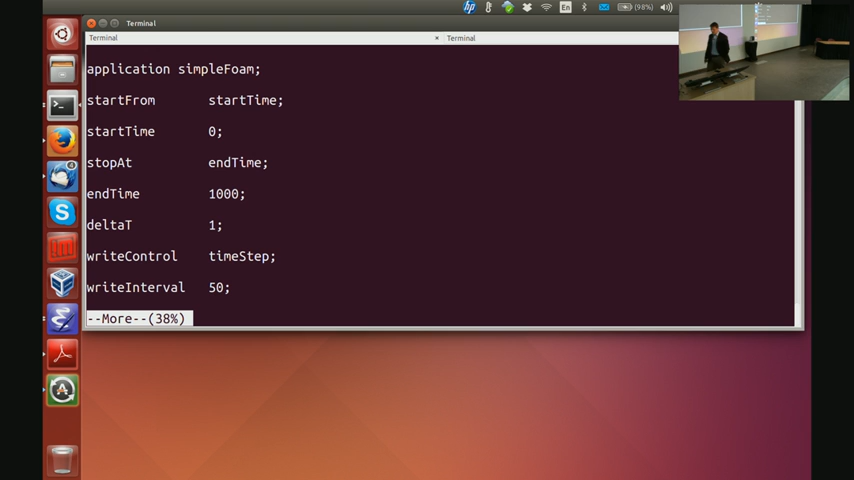 Terminal
En
(98%)
Terminal
Terminal
application simpleFoam;
startFrom startTime;
startTime 0;
stopAt endTime;
endTime 1000;
deltaT 1;
writeControl timeStep;
writeInterval 50;
--More--(38%)